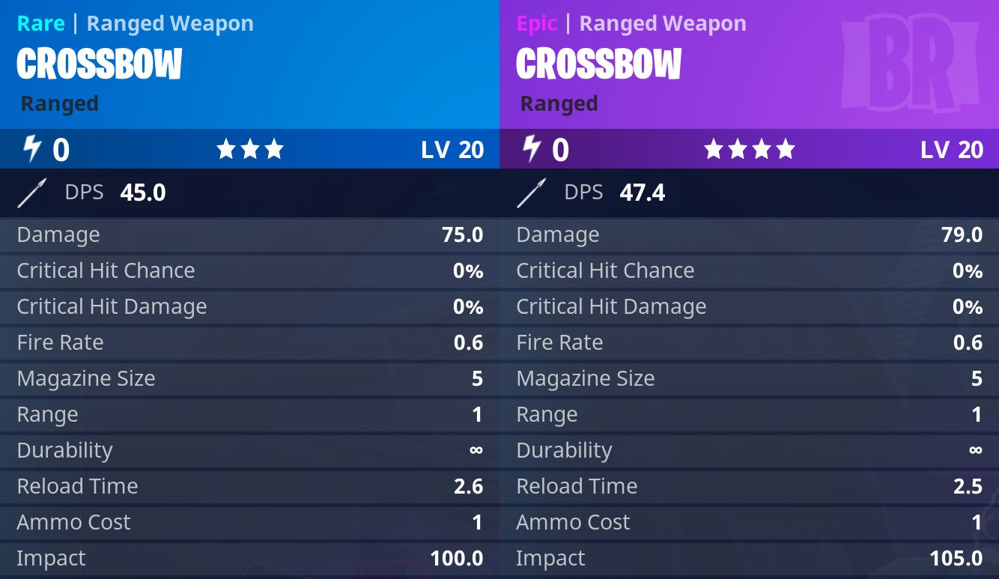 Rare | Ranged Weapon
CROSSBOW
Ranged
0 ★★★ LV 20
DPS 45.0
Damage 75.0
Critical Hit Chance 0%
Critical Hit Damage 0%
Fire Rate 0.6
Magazine Size 5
Range 1
Durability ∞
Reload Time 2.6
Ammo Cost 1
Impact 100.0
Epic | Ranged Weapon
BR
CROSSBOW
Ranged
0 ★★★★ LV 20
DPS 47.4
Damage 79.0
Critical Hit Chance 0%
Critical Hit Damage 0%
Fire Rate 0.6
Magazine Size 5
Range 1
Durability ∞
Reload Time 2.5
Ammo Cost 1
Impact 105.0